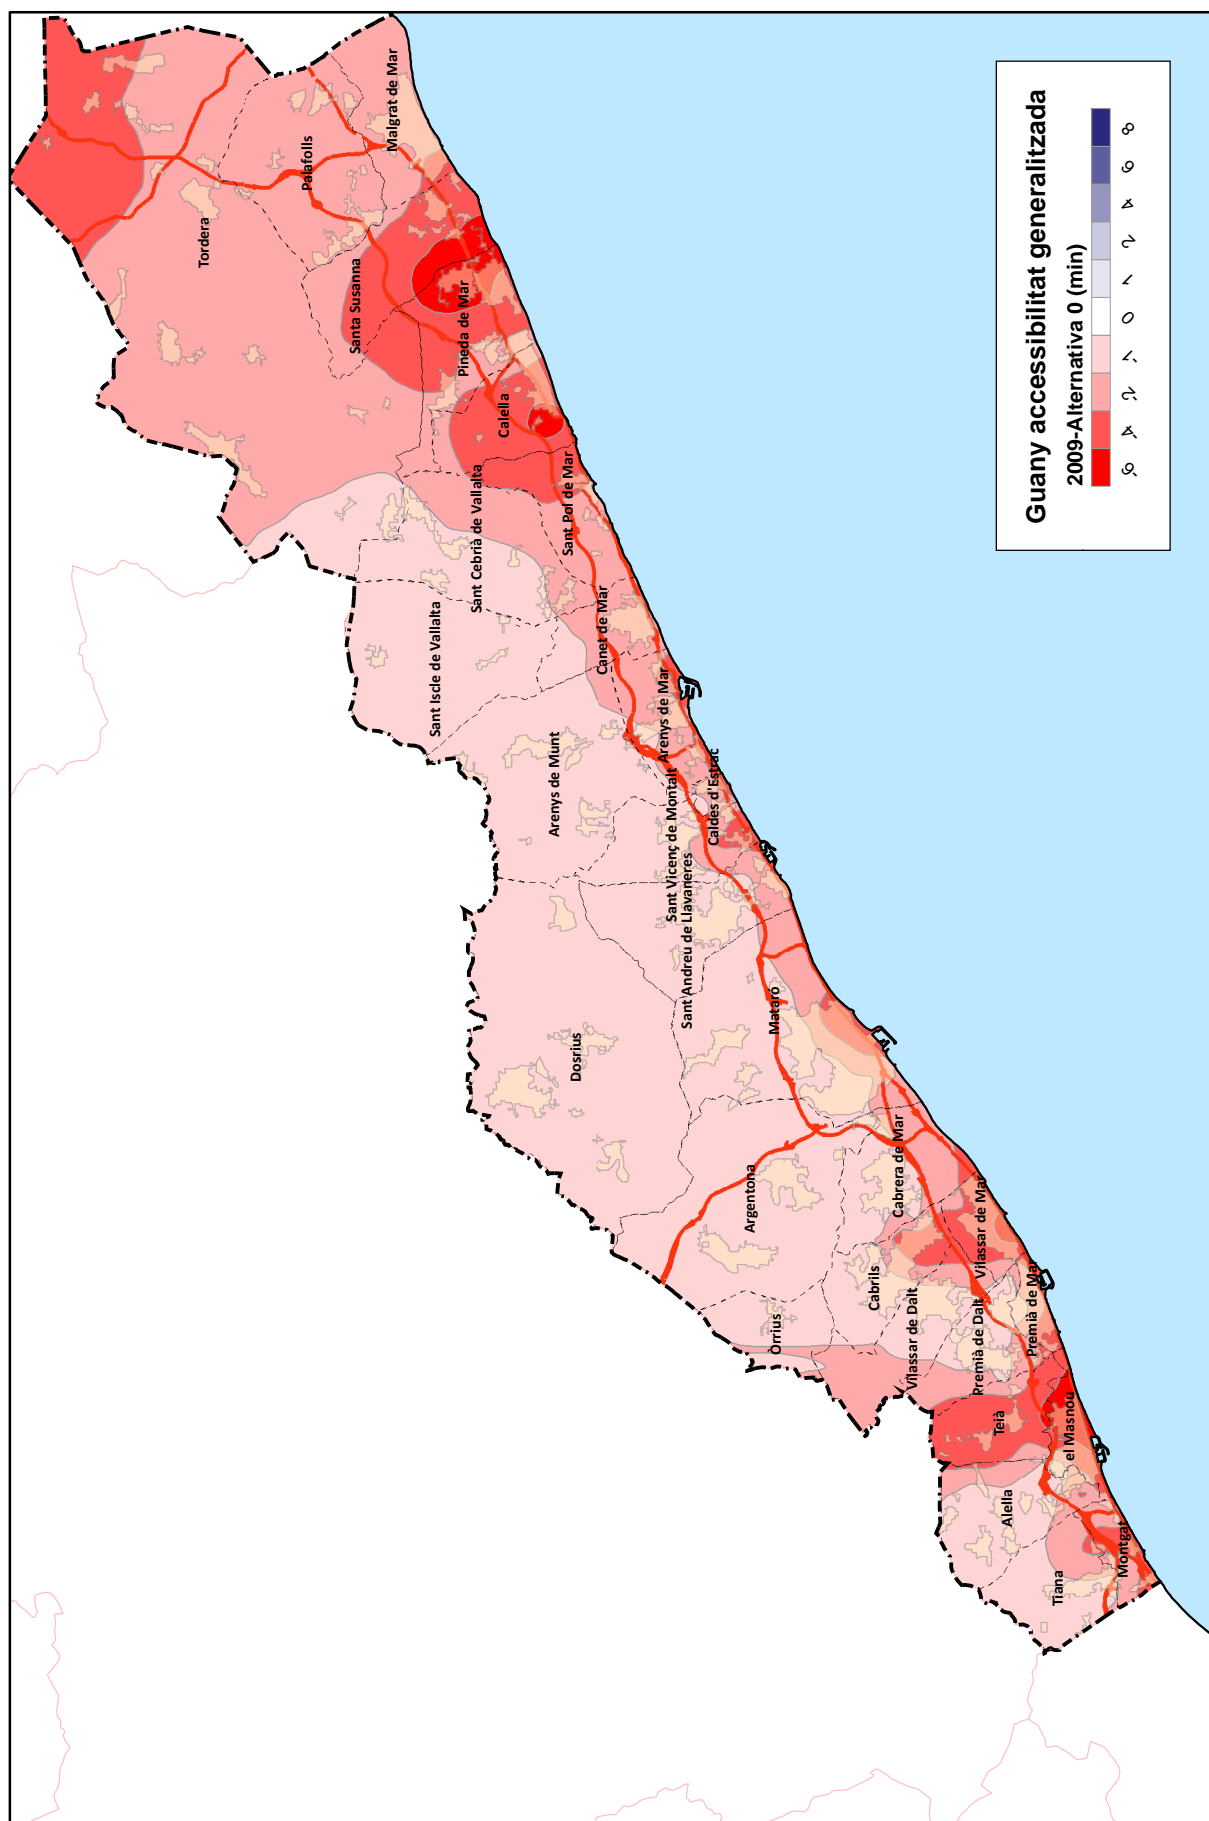 Tordera
Palafolls
Santa Susanna
Malgrat de Mar
Sant Iscle de Vallalta
Pineda de Mar
Sant Cebrià de Vallalta
Calella
Arenys de Munt
Sant Pol de Mar
Dosrius
Canet de Mar
Arenys de Mar
Sant Vicenç de Montalt
Sant Andreu de Llavaneres
Caldes d'Estrac
Argentona
Òrrius
Mataró
Cabrils
Cabrera de Mar
Vilassar de Dalt
Premià de Dalt
Vilassar de Mar
Teià
Alella
Premià de Mar
Tiana
el Masnou
Montgat
Guany accessibilitat generalitzada
2009-Alternativa 0 (min)
-6 -4 -2 -1 0 1 2 4 6 8